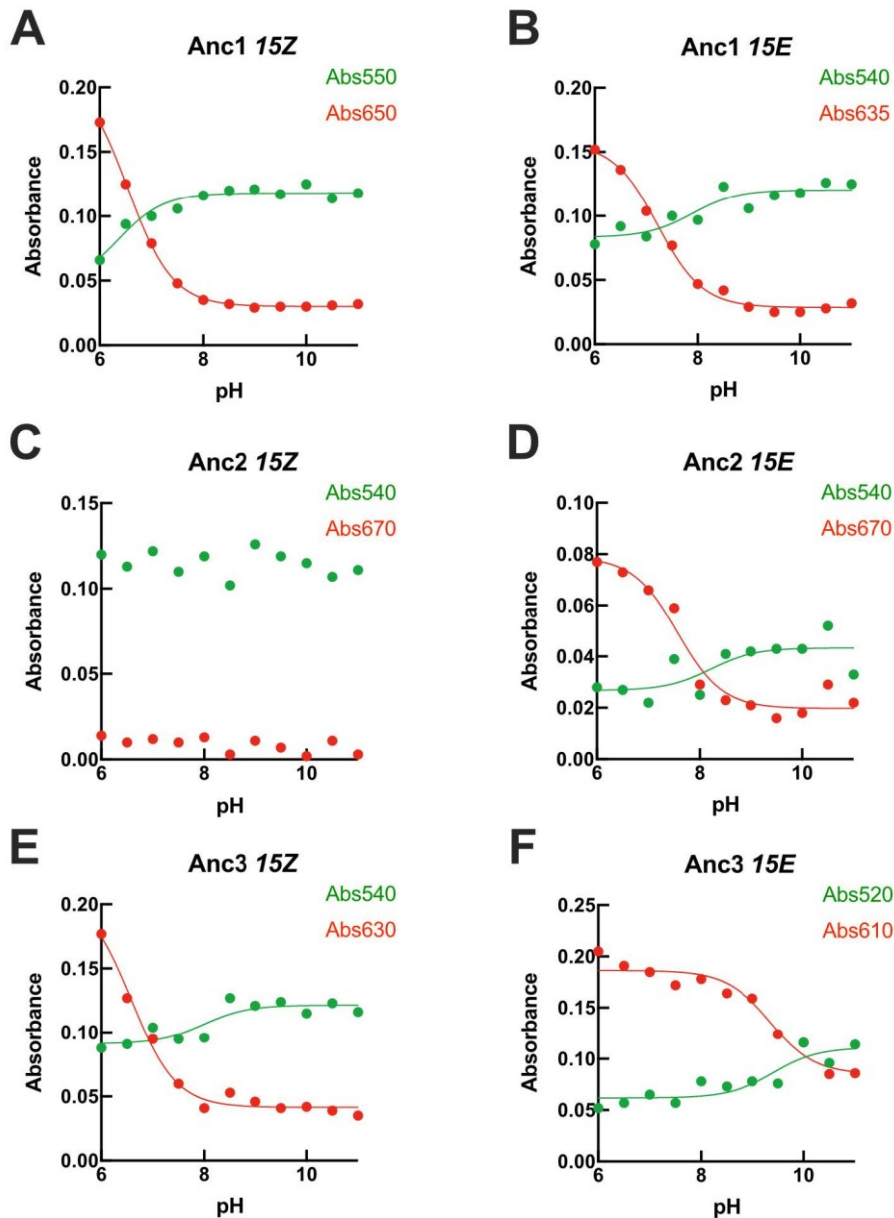 A
Anc1 15Z
Abs550
Abs650
0.20
0.15
0.10
0.05
0.00
Absorbance
6
8
10
pH
B
Anc1 15E
Abs540
Abs635
0.20
0.15
0.10
0.05
0.00
Absorbance
6
8
10
pH
C
Anc2 15Z
Abs540
Abs670
0.15
0.10
0.05
0.00
Absorbance
6
8
10
pH
D
Anc2 15E
Abs540
Abs670
0.10
0.08
0.06
0.04
0.02
0.00
Absorbance
6
8
10
pH
E
Anc3 15Z
Abs540
Abs630
0.20
0.15
0.10
0.05
0.00
Absorbance
6
8
10
pH
F
Anc3 15E
Abs520
Abs610
0.25
0.20
0.15
0.10
0.05
0.00
Absorbance
6
8
10
pH